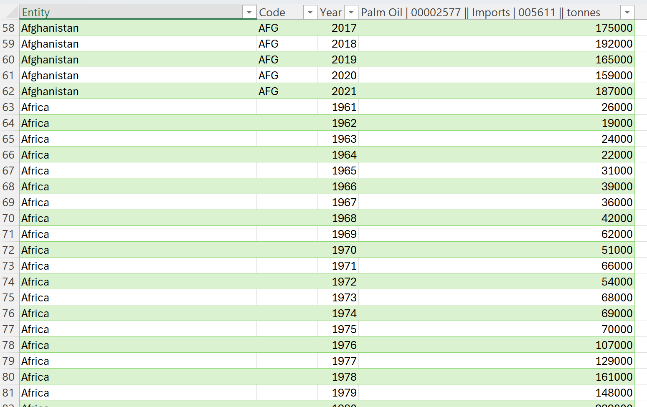 Entity Code Year Palm Oil | 00002577 || Imports | 005611 || tonnes
58 Afghanistan AFG 2017 175000
59 Afghanistan AFG 2018 192000
60 Afghanistan AFG 2019 165000
61 Afghanistan AFG 2020 159000
62 Afghanistan AFG 2021 187000
63 Africa 1961 26000
64 Africa 1962 19000
65 Africa 1963 24000
66 Africa 1964 22000
67 Africa 1965 31000
68 Africa 1966 39000
69 Africa 1967 36000
70 Africa 1968 42000
71 Africa 1969 62000
72 Africa 1970 51000
73 Africa 1971 66000
74 Africa 1972 54000
75 Africa 1973 68000
76 Africa 1974 69000
77 Africa 1975 70000
78 Africa 1976 107000
79 Africa 1977 129000
80 Africa 1978 161000
81 Africa 1979 148000